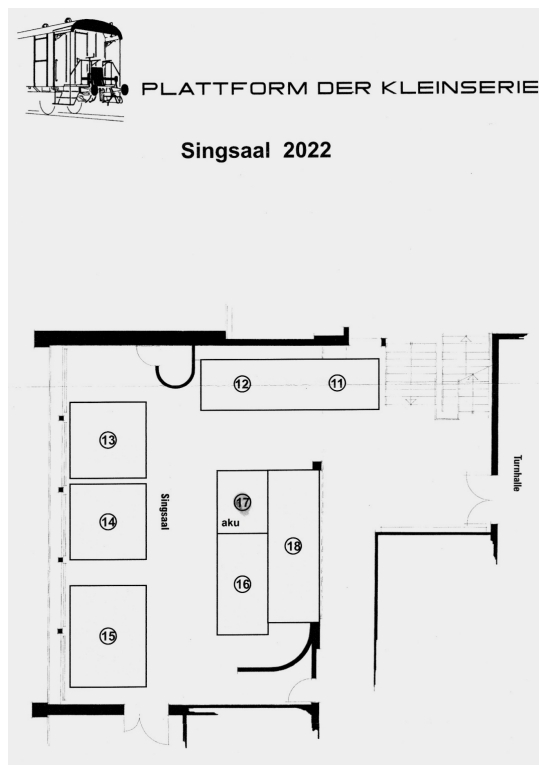 PLATTFORM DER KLEINSERIE
Singsaal 2022
12
11
13
14
Singsaal
17
aku
18
16
15
Turnhalle